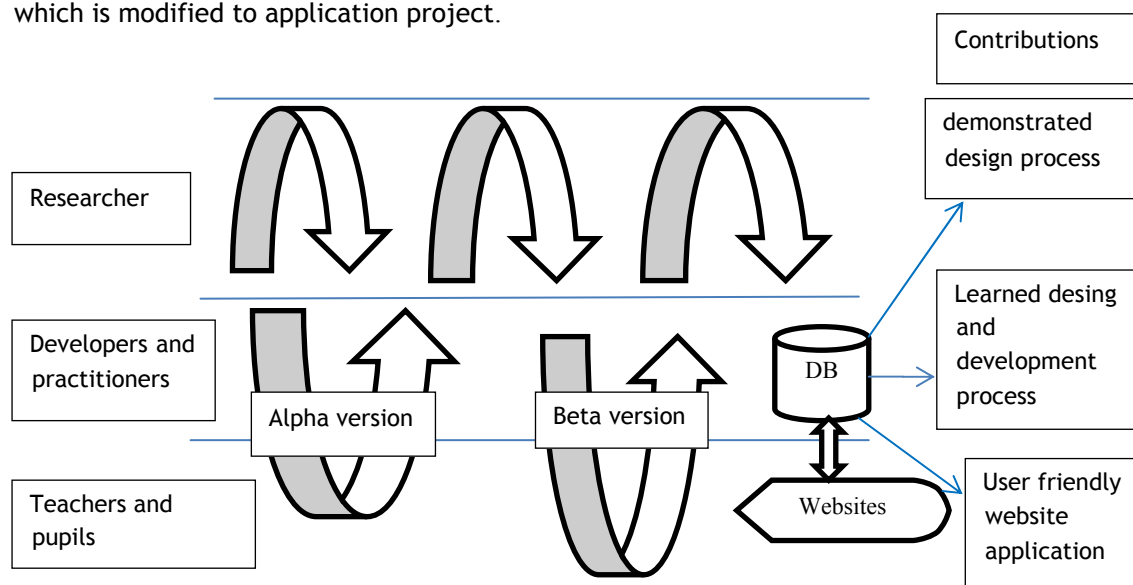 which is modified to application project.
Contributions
demonstrated
design process
Researcher
Learned desing
and
development
process
Developers and
practitioners
DB
Alpha version
Beta version
User friendly
website
application
Teachers and
pupils
Websites